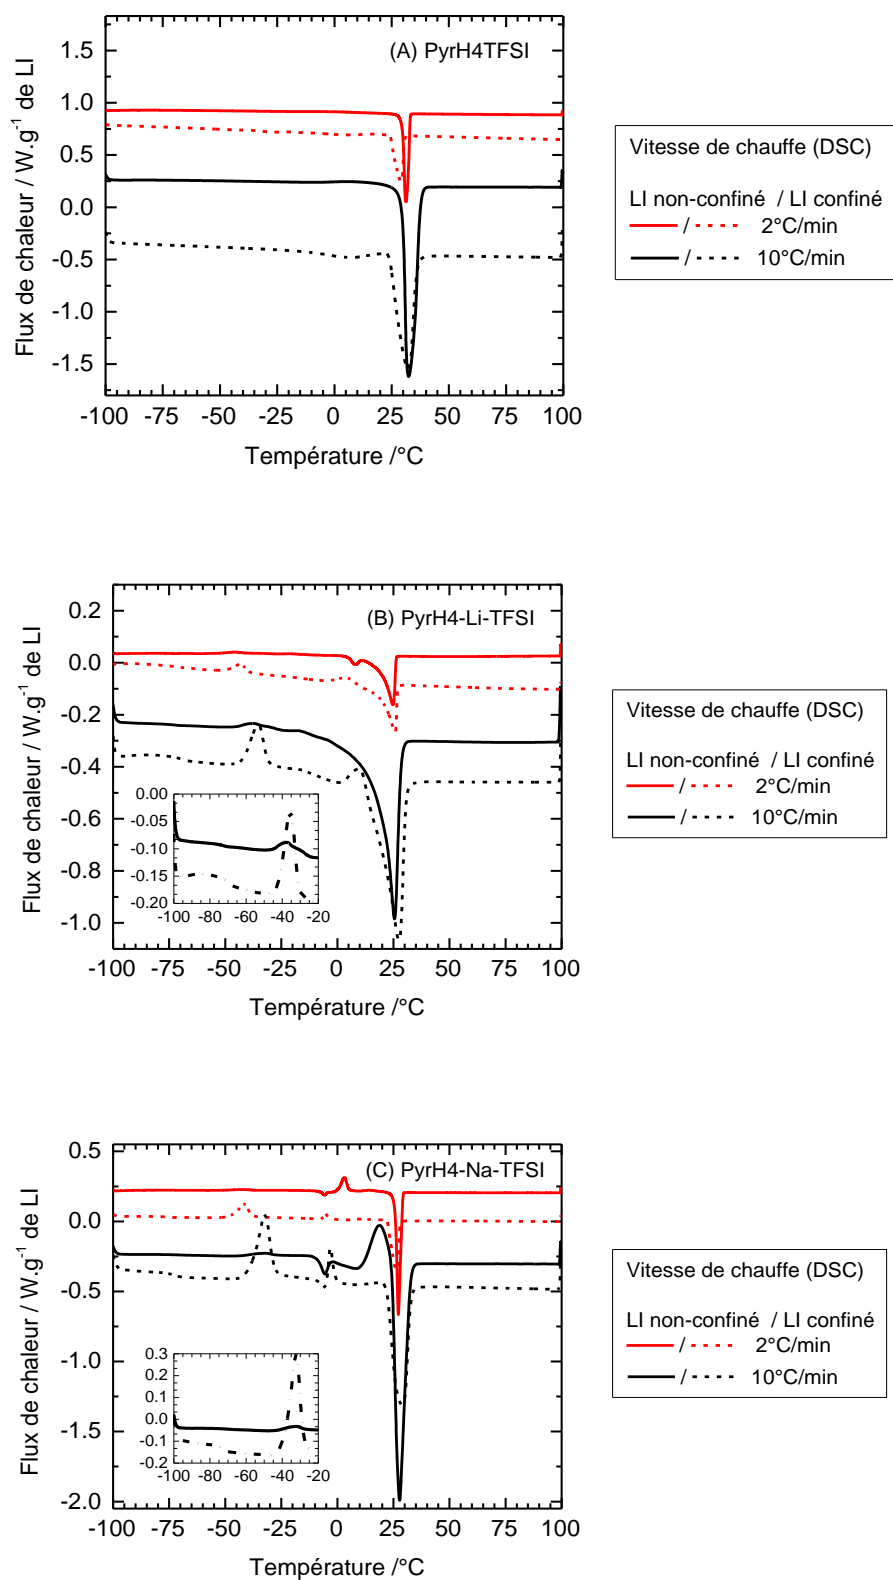 (A) PyrH4TFSI
Flux de chaleur / W.g⁻¹ de LI
1.5
1.0
0.5
0.0
-0.5
-1.0
-1.5
-100 -75 -50 -25 0 25 50 75 100
Température /°C
Vitesse de chauffe (DSC)
LI non-confiné / LI confiné
/ 2°C/min
/ 10°C/min
(B) PyrH4-Li-TFSI
Flux de chaleur / W.g⁻¹ de LI
0.2
0.0
-0.2
-0.4
-0.6
-0.8
-1.0
0.00
-0.05
-0.10
-0.15
-0.20
-100 -80 -60 -40 -20
-100 -75 -50 -25 0 25 50 75 100
Température /°C
Vitesse de chauffe (DSC)
LI non-confiné / LI confiné
/ 2°C/min
/ 10°C/min
(C) PyrH4-Na-TFSI
Flux de chaleur / W.g⁻¹ de LI
0.5
0.0
-0.5
-1.0
-1.5
-2.0
0.3
0.3
0.2
0.1
0.0
-0.1
-0.2
-100 -80 -60 -40 -20
-100 -75 -50 -25 0 25 50 75 100
Température /°C
Vitesse de chauffe (DSC)
LI non-confiné / LI confiné
/ 2°C/min
/ 10°C/min